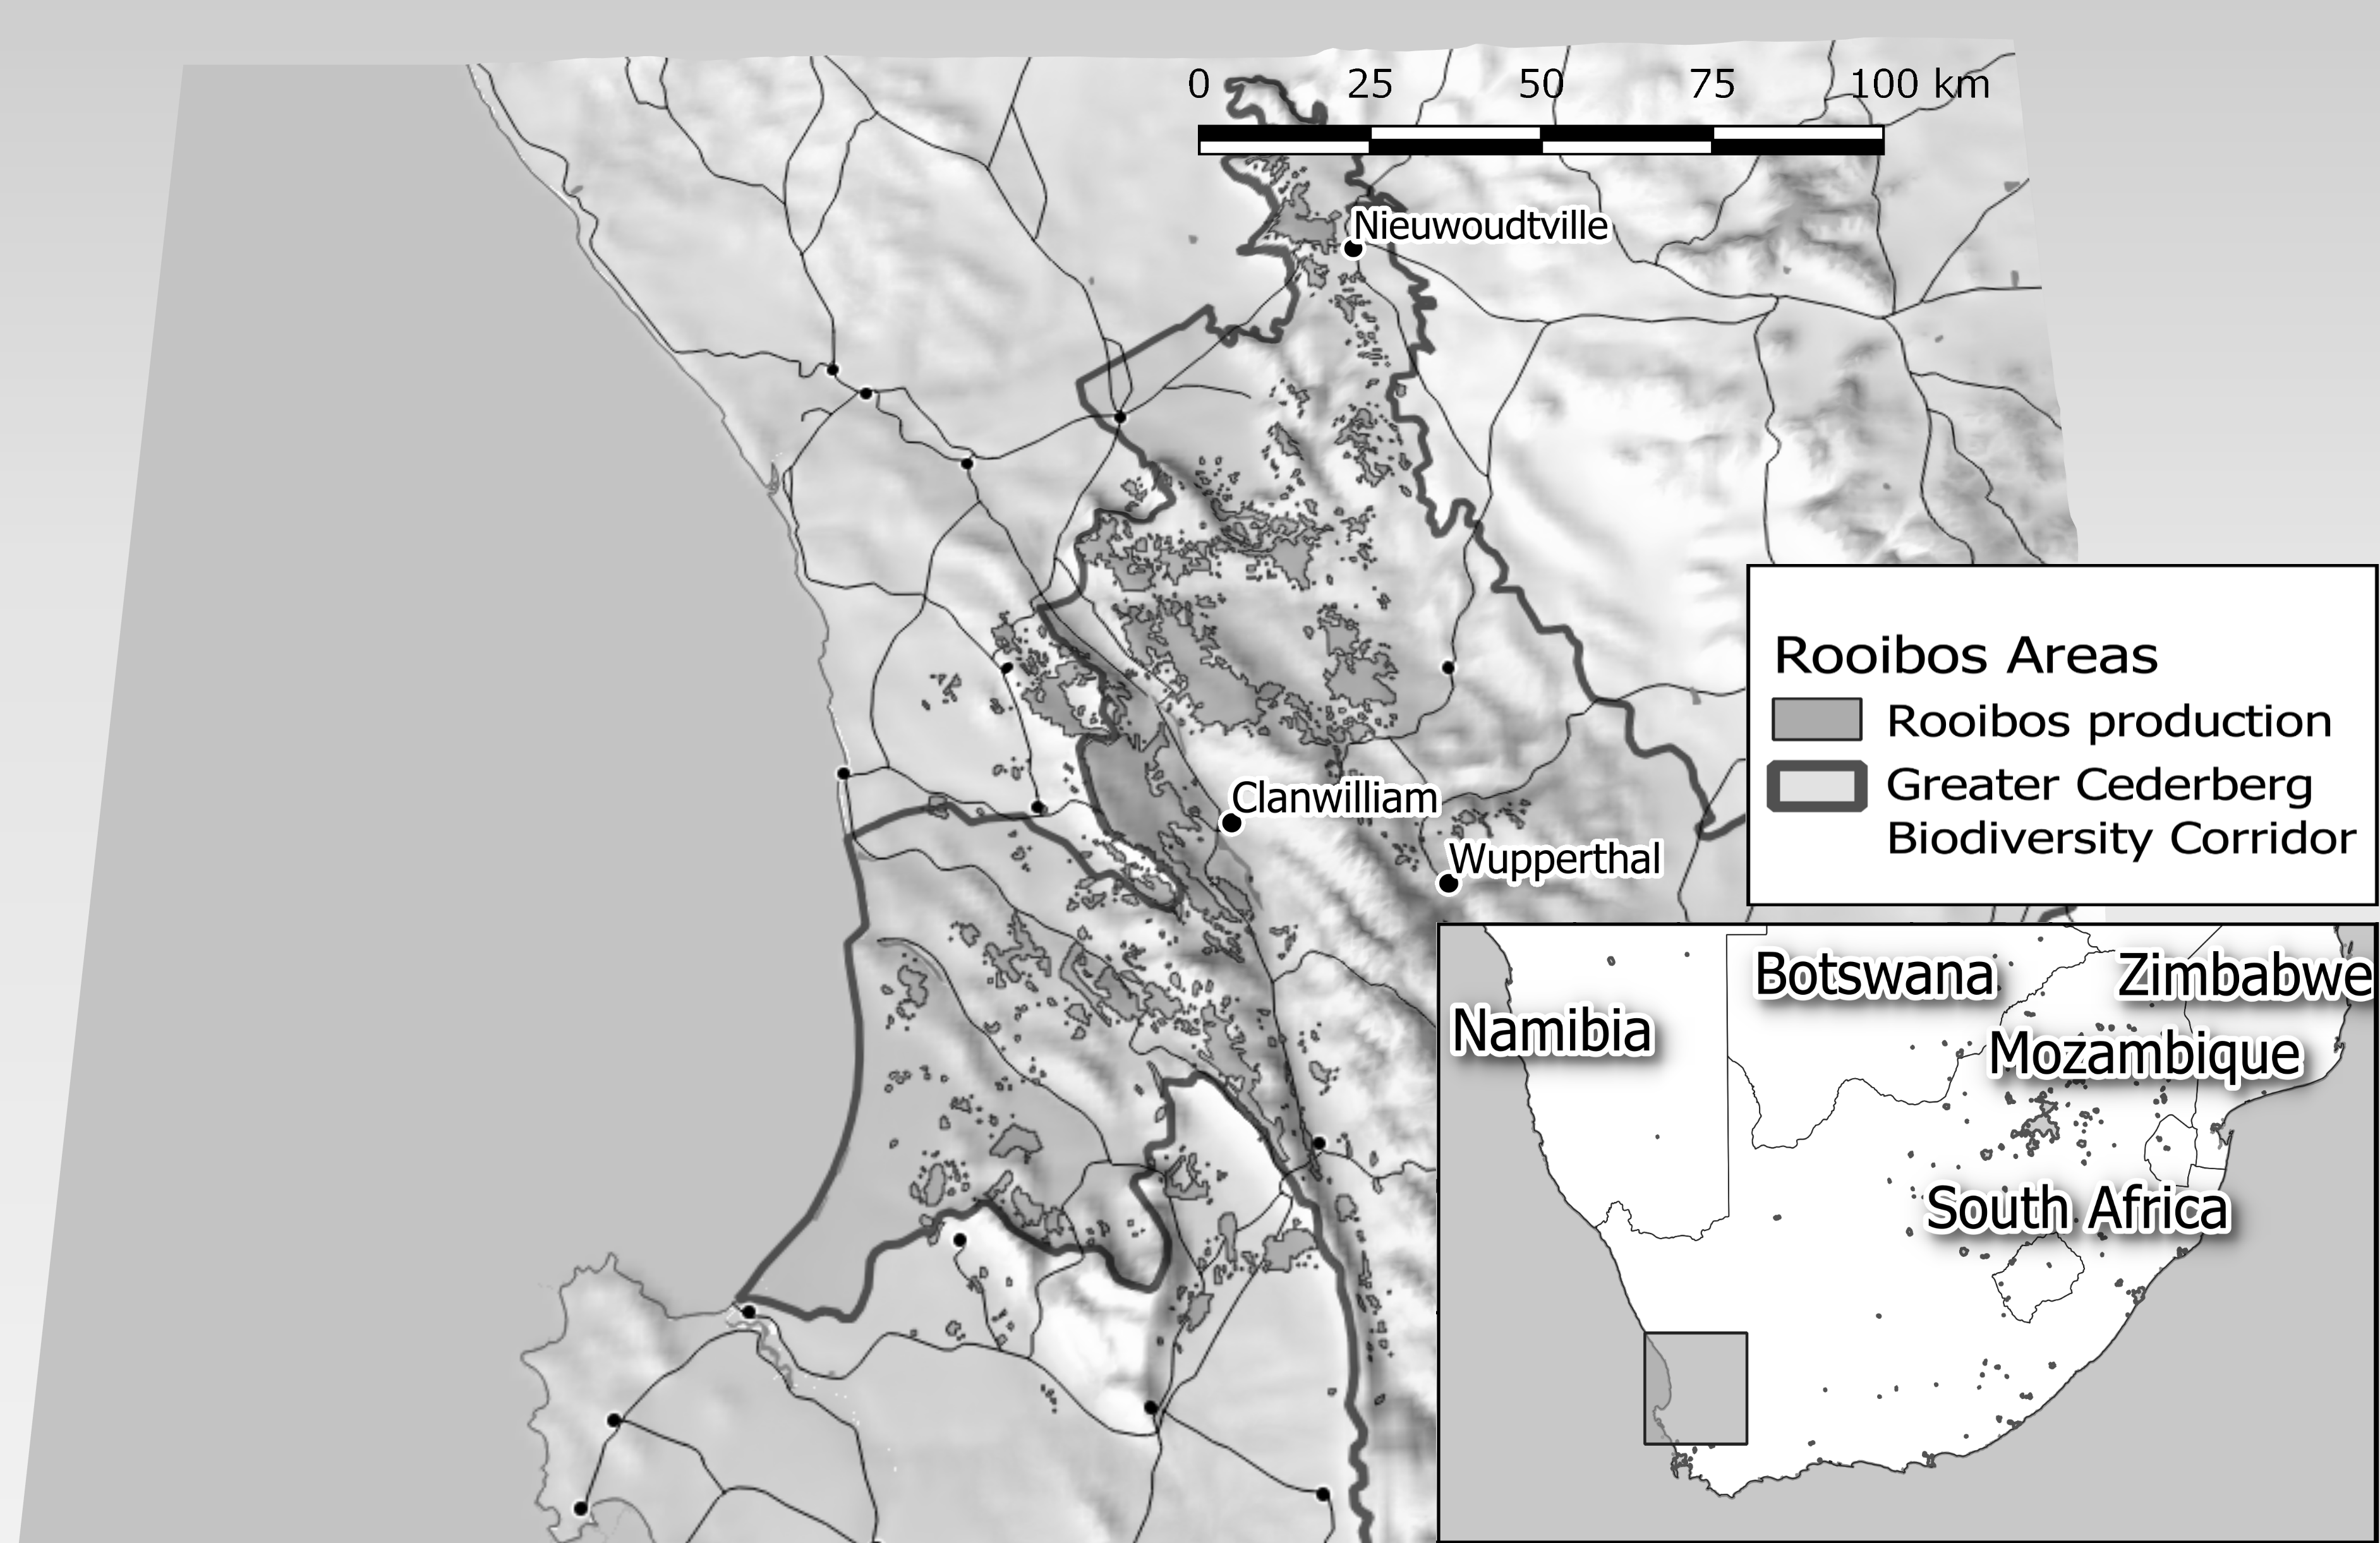 0 25 50 75 100 km
Nieuwoudtville
Clanwilliam
Wupperthal
Rooibos Areas
Rooibos production
Greater Cederberg
Biodiversity Corridor
Botswana
Zimbabwe
Namibia
Mozambique
South Africa